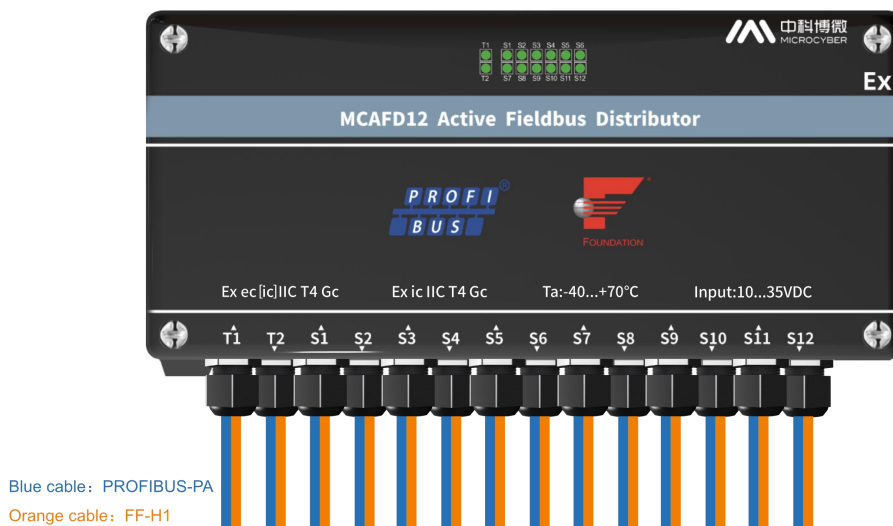 中科博微
MICROCYBER
T1 S1 S2 S3 S4 S5 S6
T2 S7 S8 S9 S10 S11 S12
Ex
MCAFD12 Active Fieldbus Distributor
PROFI®
BUS
FOUNDATION
Ex ec[ic]IIC T4 Gc Ex ic IIC T4 Gc Ta:-40...+70°C Input:10...35VDC
T1 T2 S1 S2 S3 S4 S5 S6 S7 S8 S9 S10 S11 S12
Blue cable：PROFIBUS-PA
Orange cable：FF-H1